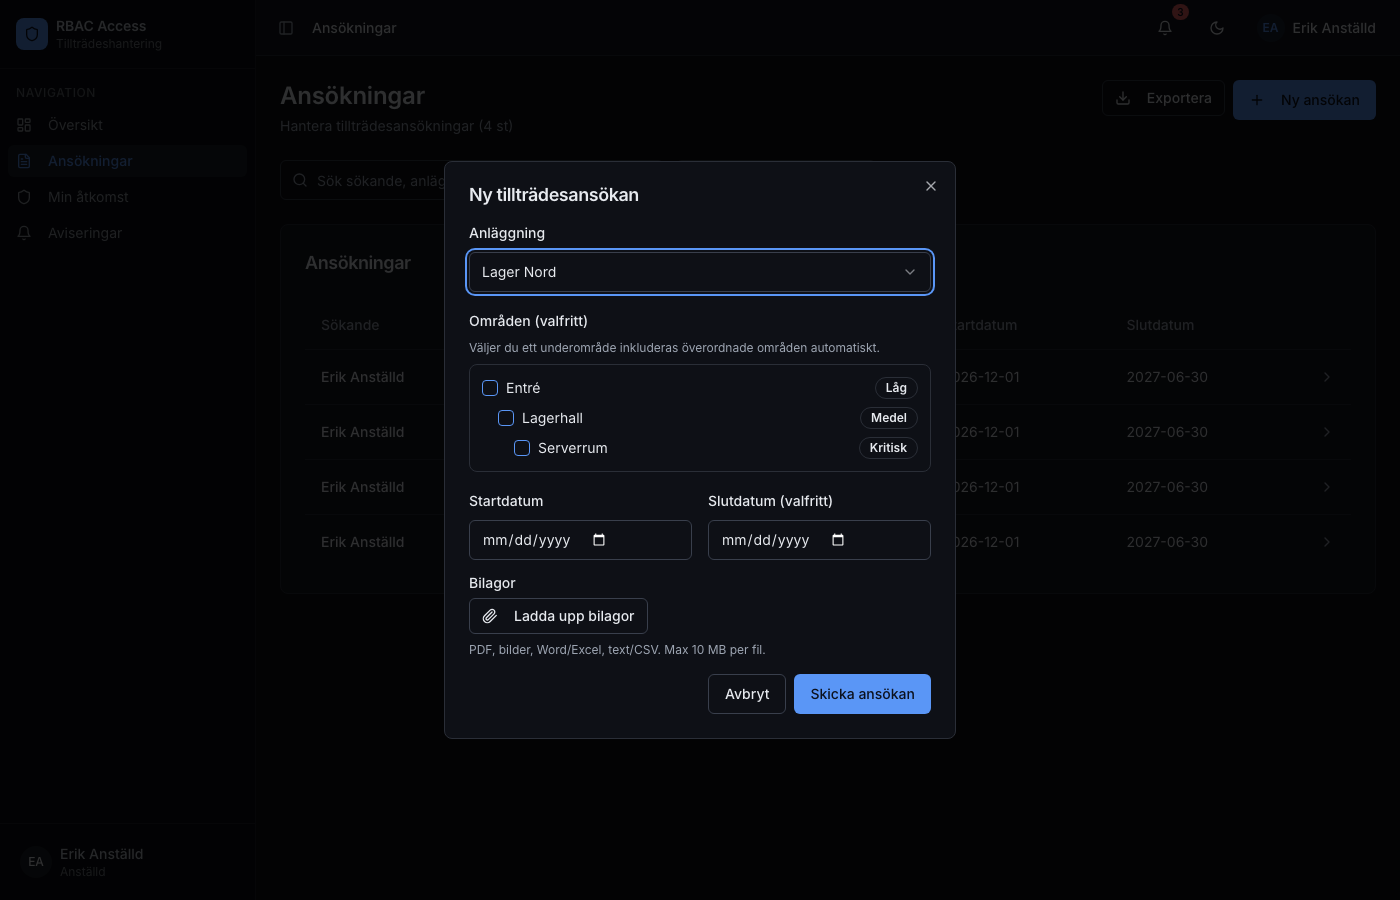 RBAC Access
Tillträdeshantering
NAVIGATION
Översikt
Ansökningar
Min åtkomst
Aviseringar
EA
Erik Anställd
Anställd
Ansökningar
3
EA
Erik Anställd
Ansökningar
Hantera tillträdesansökningar (4 st)
Exportera
Ny ansökan
Sök sökande, anläg
Ansökningar
Sökande
artdatum
Slutdatum
Erik Anställd
026-12-01
2027-06-30
Erik Anställd
026-12-01
2027-06-30
Erik Anställd
026-12-01
2027-06-30
Erik Anställd
026-12-01
2027-06-30
Ny tillträdesansökan
Anläggning
Lager Nord
Områden (valfritt)
Väljer du ett underområde inkluderas överordnade områden automatiskt.
Entré
Låg
Lagerhall
Medel
Serverrum
Kritisk
Startdatum
Slutdatum (valfritt)
mm/dd/yyyy
mm/dd/yyyy
Bilagor
Ladda upp bilagor
PDF, bilder, Word/Excel, text/CSV. Max 10 MB per fil.
Avbryt
Skicka ansökan